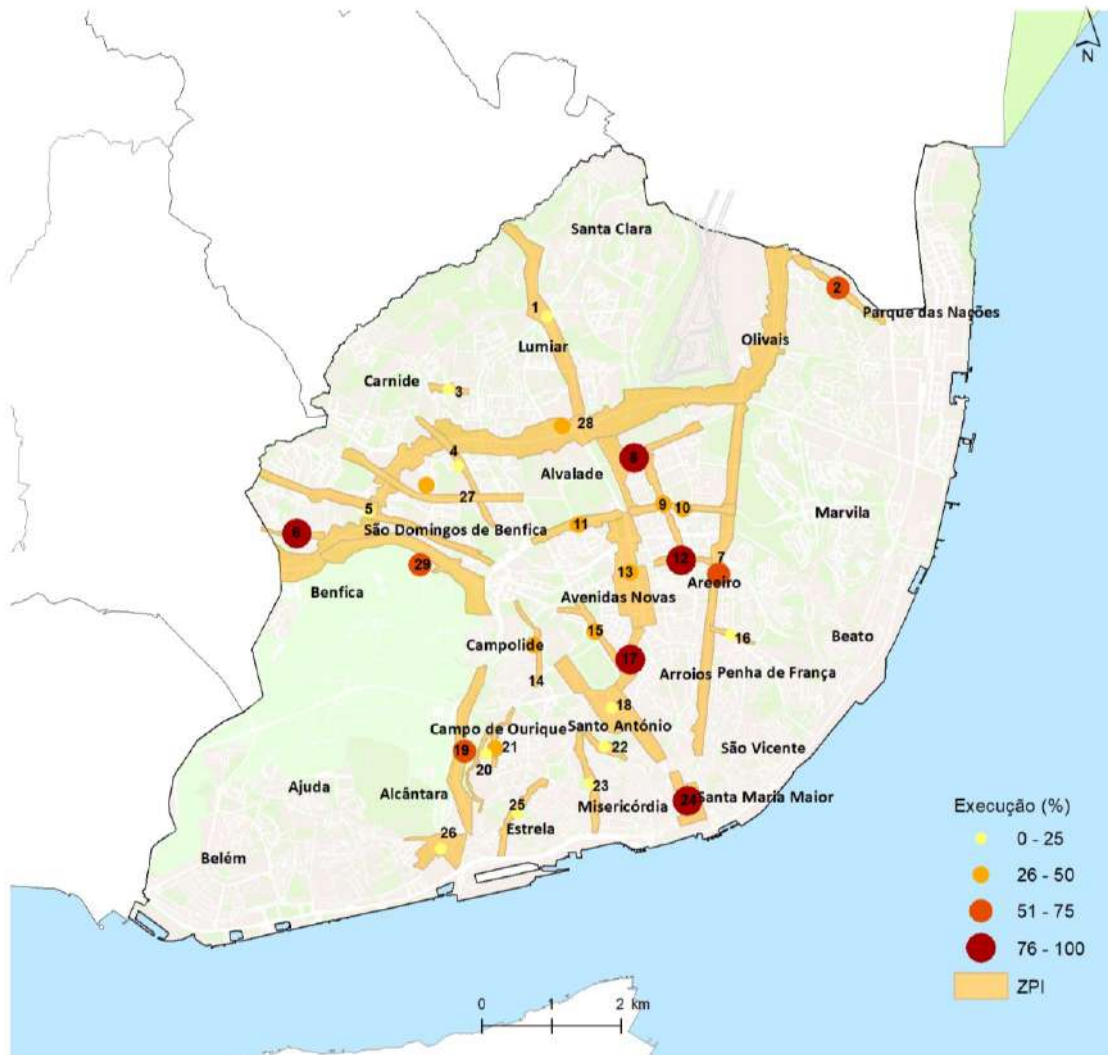 N
Santa Clara
2
Parque das Nações
1
Lumiar
Olivais
Carnide
3
28
4
8
Alvalade
27
5
9
10
Marvila
6
São Domingos de Benfica
11
12
7
29
13
Areeiro
Benfica
Avenidas Novas
15
16
Beato
Campolide
17
14
Arroios
Penha de França
18
Campo de Ourique
Santo António
19
21
22
São Vicente
20
Ajuda
Alcântara
23
24
Santa Maria Maior
25
Misericórdia
Estrela
26
Belém
Execução (%)
0 - 25
26 - 50
51 - 75
76 - 100
ZPI
0 1 2 km